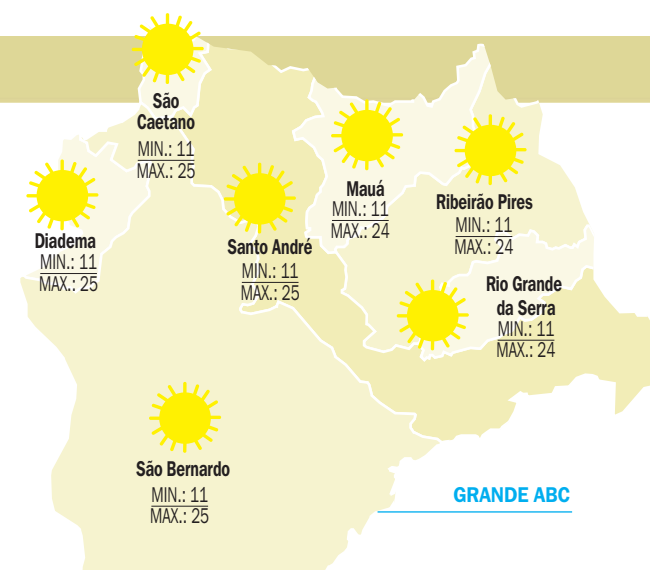 São
Caetano
MIN.: 11
MAX.: 25
Diadema
MIN.: 11
MAX.: 25
Santo André
MIN.: 11
MAX.: 25
Mauá
MIN.: 11
MAX.: 24
Ribeirão Pires
MIN.: 11
MAX.: 24
Rio Grande
da Serra
MIN.: 11
MAX.: 24
São Bernardo
MIN.: 11
MAX.: 25
GRANDE ABC